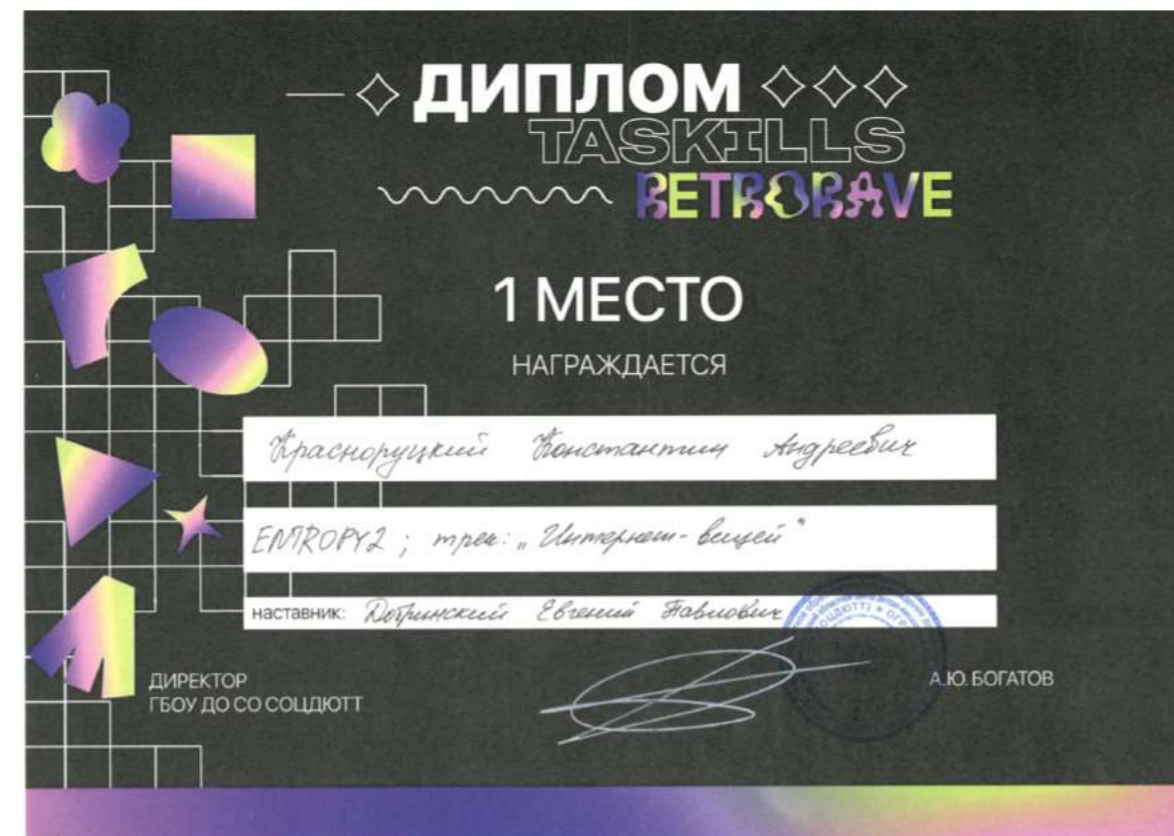 ДИПЛОМ
TASKILLS
RETRORAVE
1 МЕСТО
НАГРАЖДАЕТСЯ
Красноруцкий Константин Андреевич
ENTROPY2 ; трек: „Интернет-вещей"
наставник: Добринский Евгений Павлович
ДИРЕКТОР
ГБОУ ДО СО СОЦДЮТТ
А.Ю. БОГАТОВ